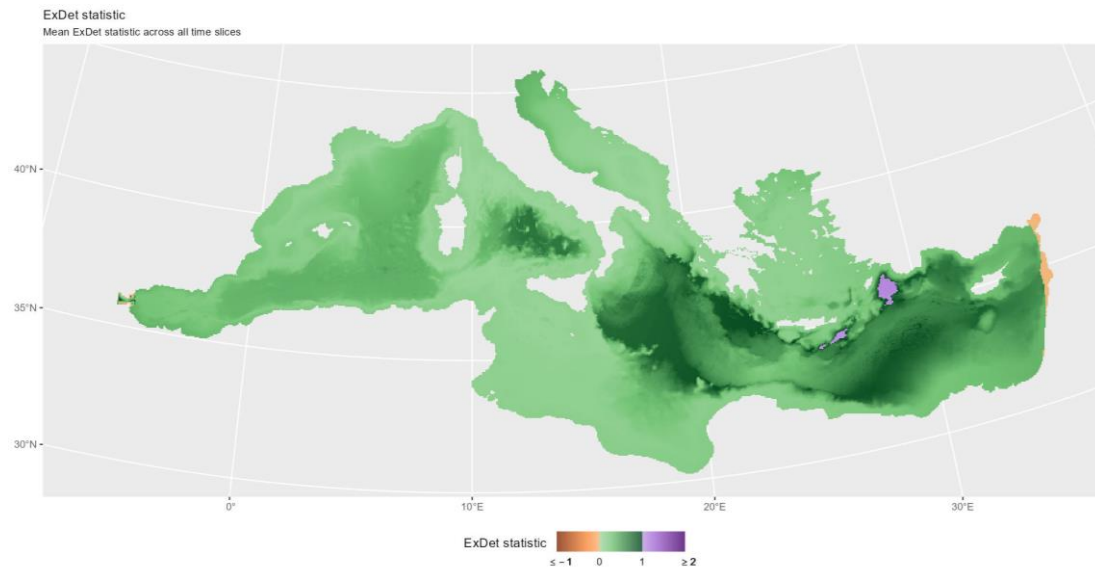 ExDet statistic
Mean ExDet statistic across all time slices
40°N
35°N
30°N
0°
10°E
20°E
30°E
ExDet statistic
≤ −1 0 1 ≥ 2